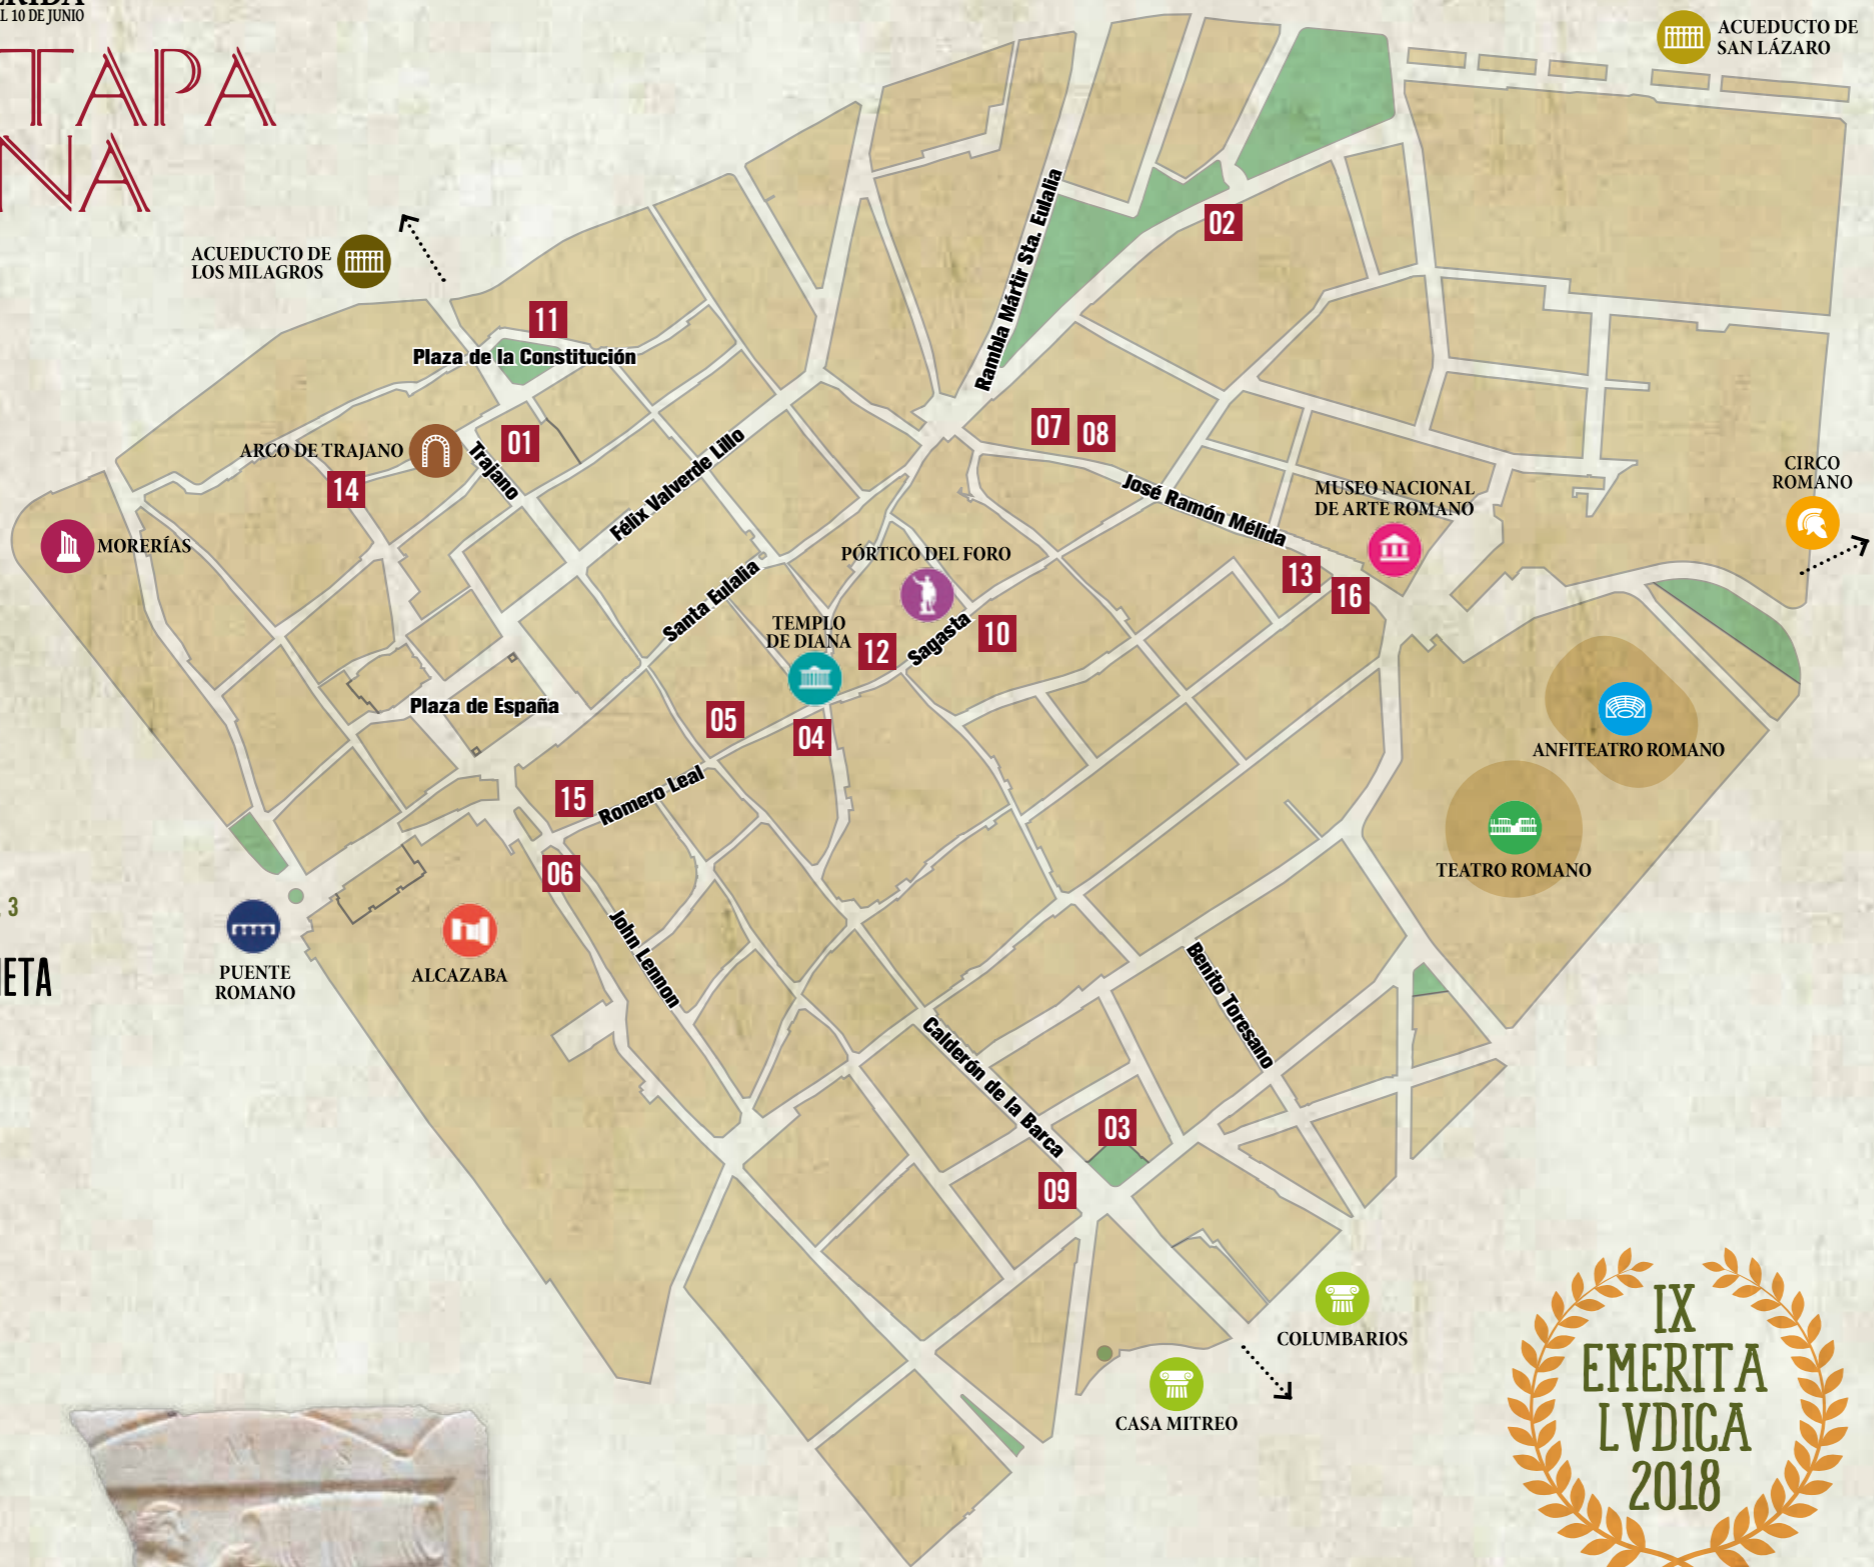 L 10 DE JUNIO
TAPA
NA
ACUEDUCTO DE
SAN LÁZARO
ACUEDUCTO DE
LOS MILAGROS
02
Rambla Mártir Sta. Eulalia
11
Plaza de la Constitución
ARCO DE TRAJANO
01
Trajano
14
Félix Valverde Lillo
07
08
José Ramón Mélida
MUSEO NACIONAL
DE ARTE ROMANO
CIRCO
ROMANO
MORERÍAS
PÓRTICO DEL FORO
13
16
Santa Eulalia
TEMPLO
DE DIANA
12
Sagasta
10
Plaza de España
05
04
ANFITEATRO ROMANO
15
Romero Leal
06
TEATRO ROMANO
3
ETA
PUENTE
ROMANO
ALCAZABA
John Lennon
Benito Toresano
Calderón de la Barca
03
09
COLUMBARIOS
CASA MITREO
IX
EMERITA
LVDICA
2018
D M S